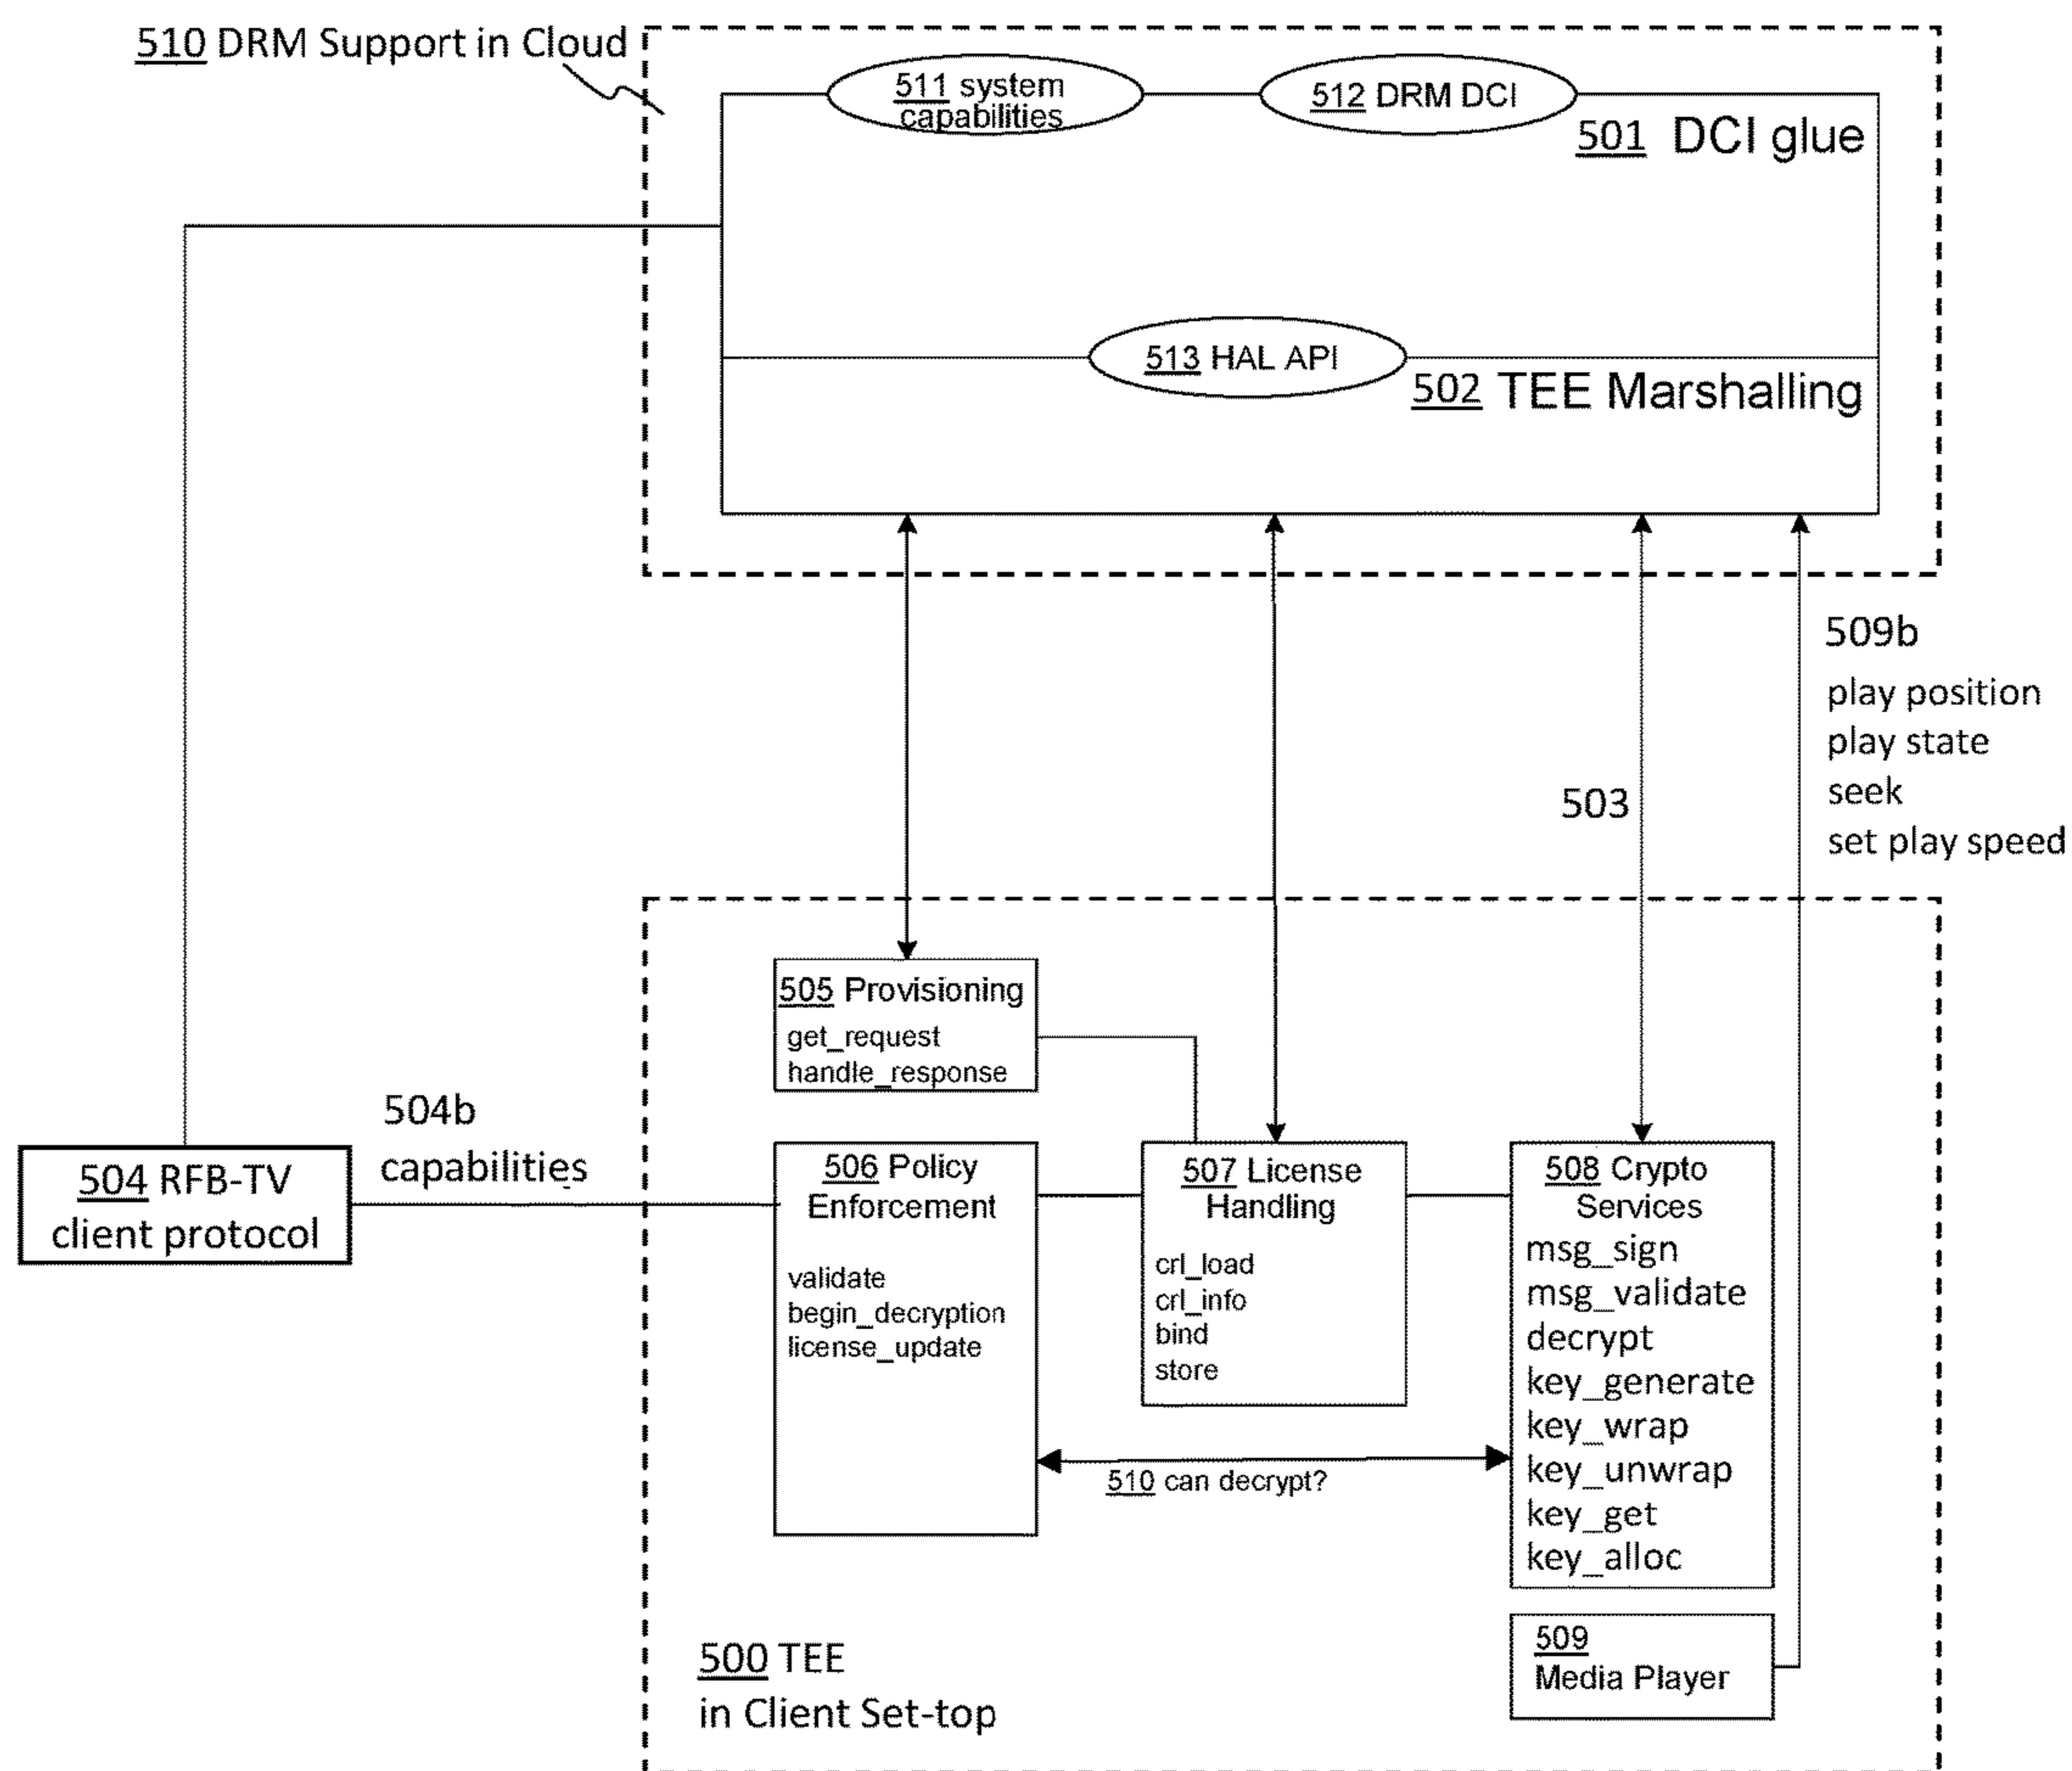 510 DRM Support in Cloud
511 system
capabilities
512 DRM DCI
501 DCI glue
513 HAL API
502 TEE Marshalling
509b
play position
play state
seek
set play speed
503
505 Provisioning
get_request
handle_response
504b
capabilities
504 RFB-TV
client protocol
506 Policy
Enforcement
validate
begin_decryption
license_update
507 License
Handling
crl_load
crl_info
bind
store
508 Crypto
Services
msg_sign
msg_validate
decrypt
key_generate
key_wrap
key_unwrap
key_get
key_alloc
510 can decrypt?
509
Media Player
500 TEE
in Client Set-top